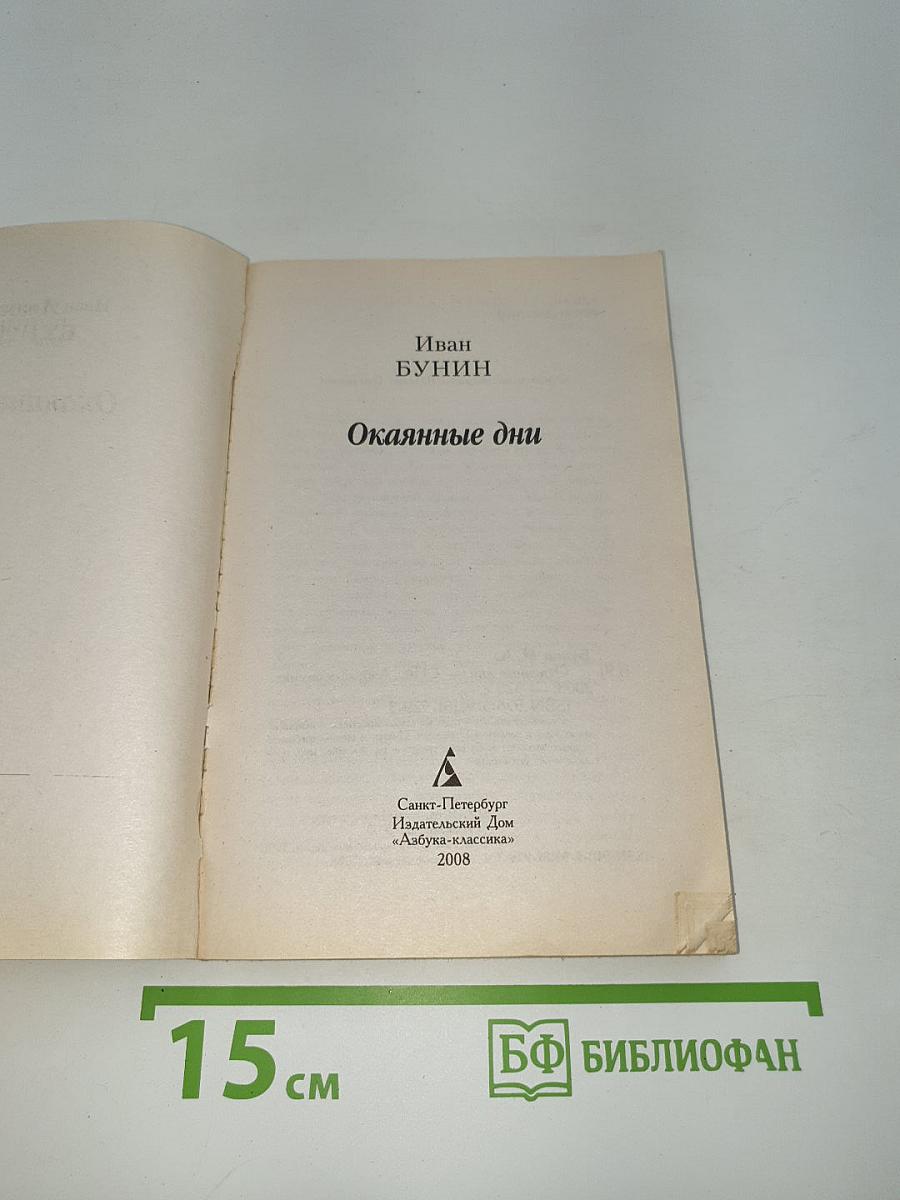 Иван
БУНИН
Окаянные дни
Санкт-Петербург
Издательский Дом
«Азбука-классика»
2008
15 см
БФ БИБЛИОФАН